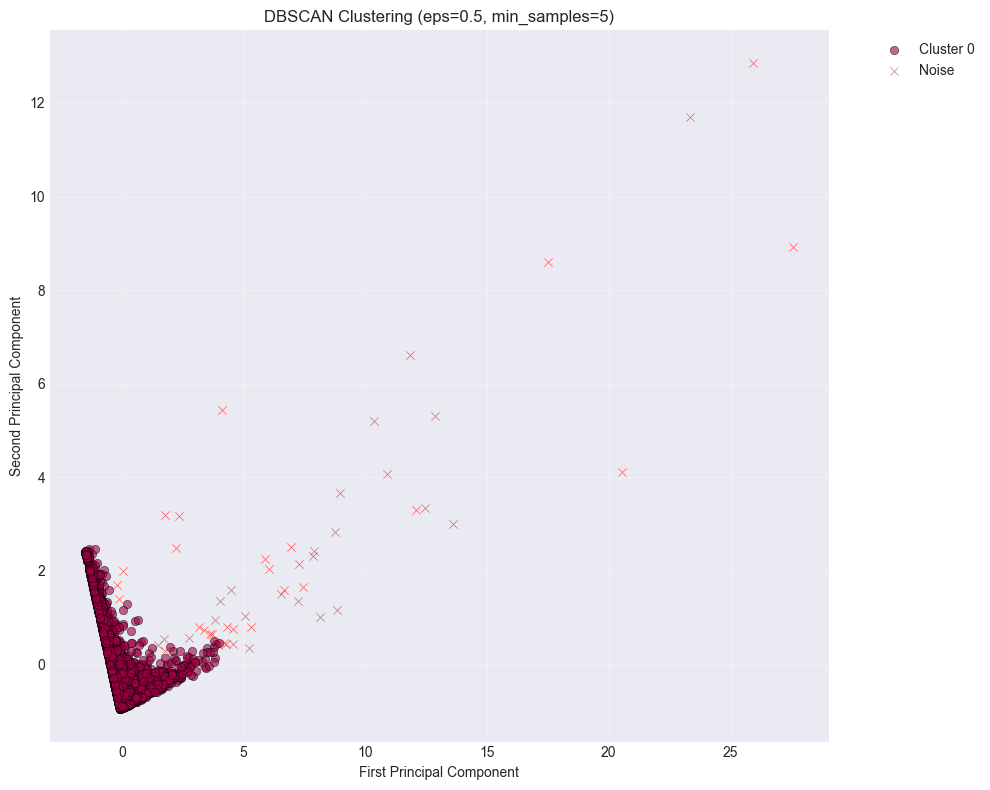 DBSCAN Clustering (eps=0.5, min_samples=5)
Cluster 0
Noise
12
10
8
6
4
2
0
Second Principal Component
0
5
10
15
20
25
First Principal Component